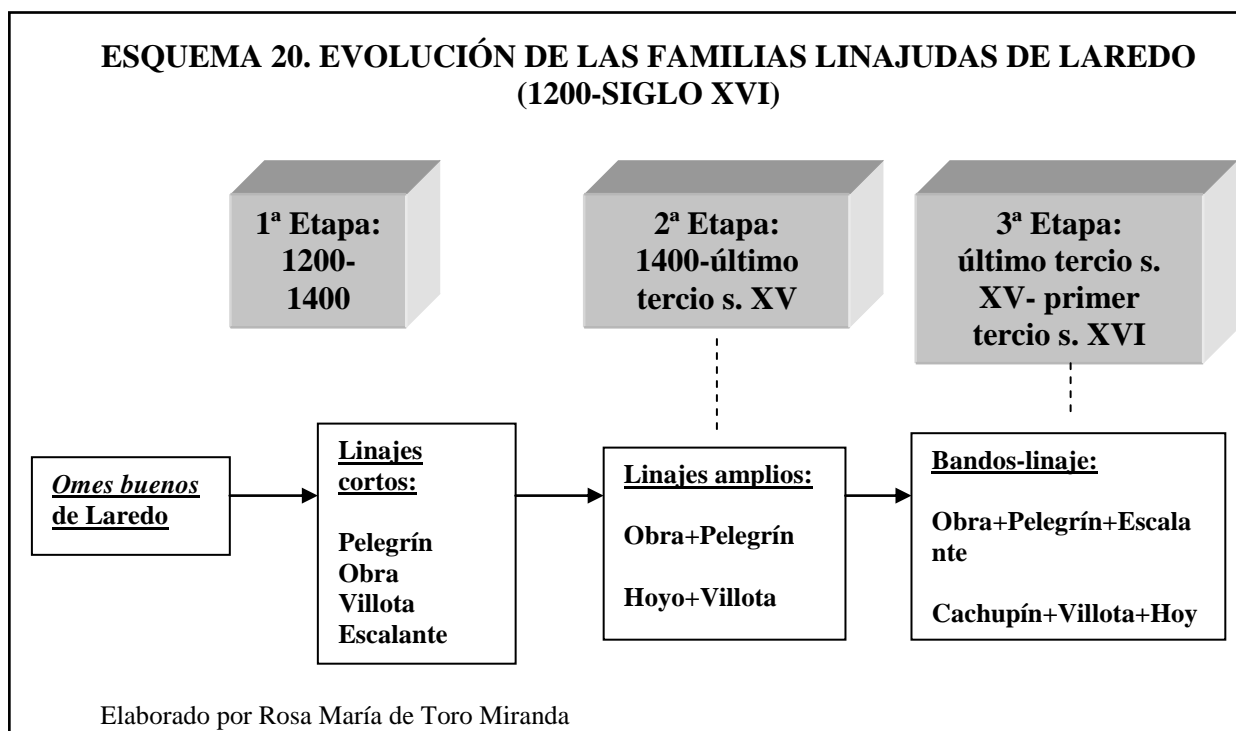 ESQUEMA 20. EVOLUCIÓN DE LAS FAMILIAS LINAJUDAS DE LAREDO
(1200-SIGLO XVI)
1ª Etapa:
1200-
1400
2ª Etapa:
1400-último
tercio s. XV
3ª Etapa:
último tercio s.
XV- primer
tercio s. XVI
Omes buenos
de Laredo
Linajes
cortos:
Pelegrín
Obra
Villota
Escalante
Linajes amplios:
Obra+Pelegrín
Hoyo+Villota
Bandos-linaje:
Obra+Pelegrín+Escala
nte
Cachupín+Villota+Hoy
Elaborado por Rosa María de Toro Miranda